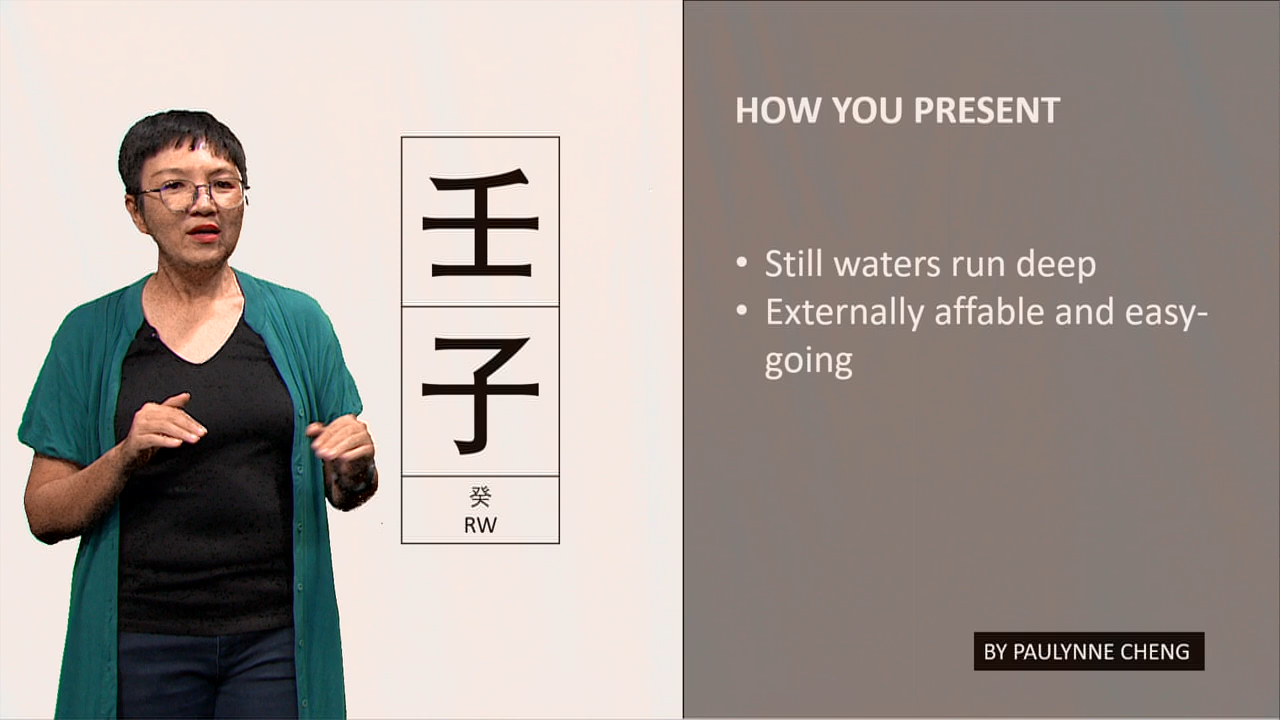 壬
子
癸
RW
HOW YOU PRESENT
• Still waters run deep
• Externally affable and easy-
going
BY PAULYNNE CHENG